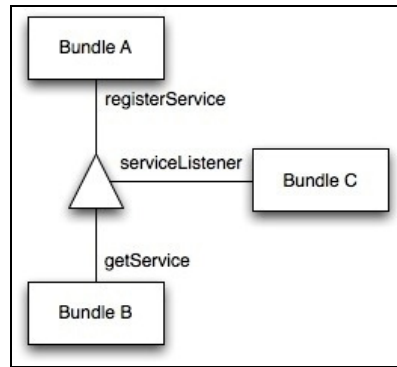 Bundle A
registerService
serviceListener
Bundle C
getService
Bundle B